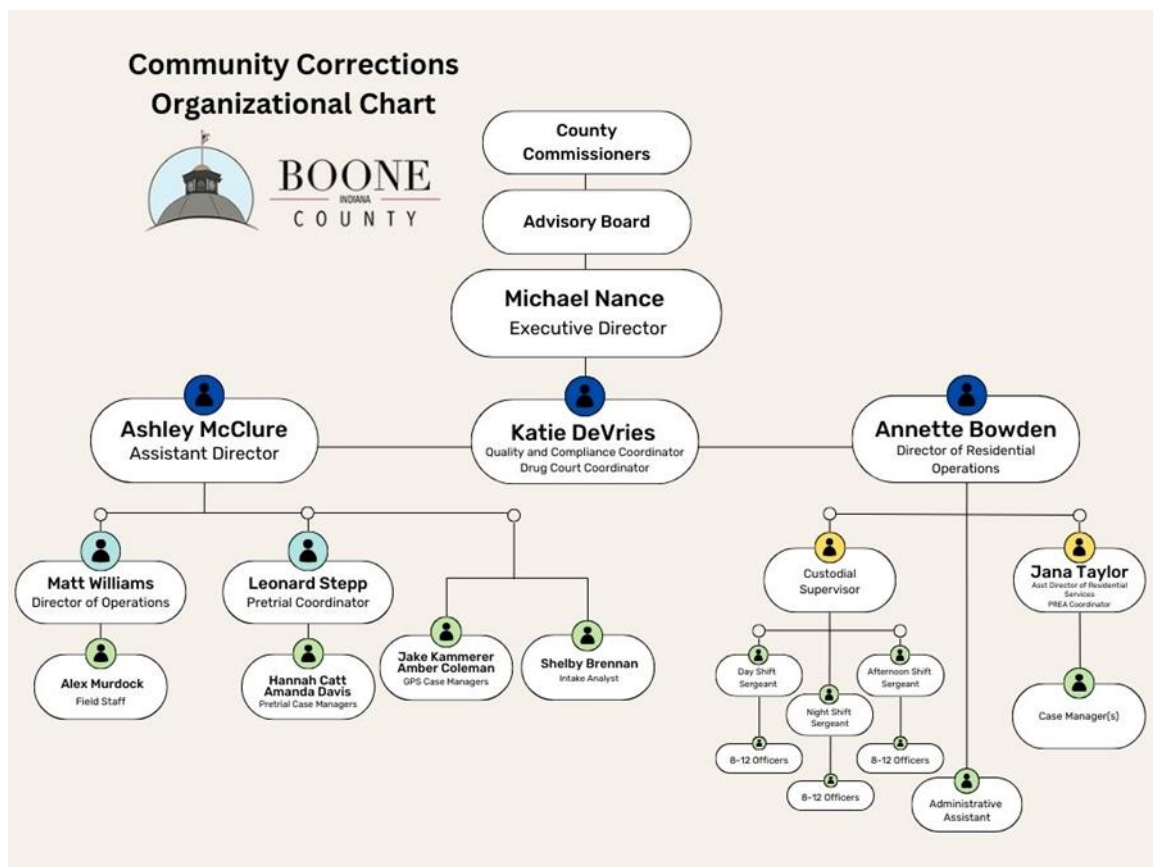 Community Corrections
Organizational Chart
BOONE
INDIANA
COUNTY
County
Commissioners
Advisory Board
Michael Nance
Executive Director
Ashley McClure
Assistant Director
Katie DeVries
Quality and Compliance Coordinator
Drug Court Coordinator
Annette Bowden
Director of Residential
Operations
Matt Williams
Director of Operations
Leonard Stepp
Pretrial Coordinator
Custodial
Supervisor
Jana Taylor
Asst Director of Residential
Services
PREA Coordinator
Alex Murdock
Field Staff
Hannah Catt
Amanda Davis
Pretrial Case Managers
Jake Kammerer
Amber Coleman
GPS Case Managers
Shelby Brennan
Intake Analyst
Day Shift
Sergeant
Night Shift
Sergeant
Afternoon Shift
Sergeant
Case Manager(s)
8-12 Officers
8-12 Officers
8-12 Officers
Administrative
Assistant